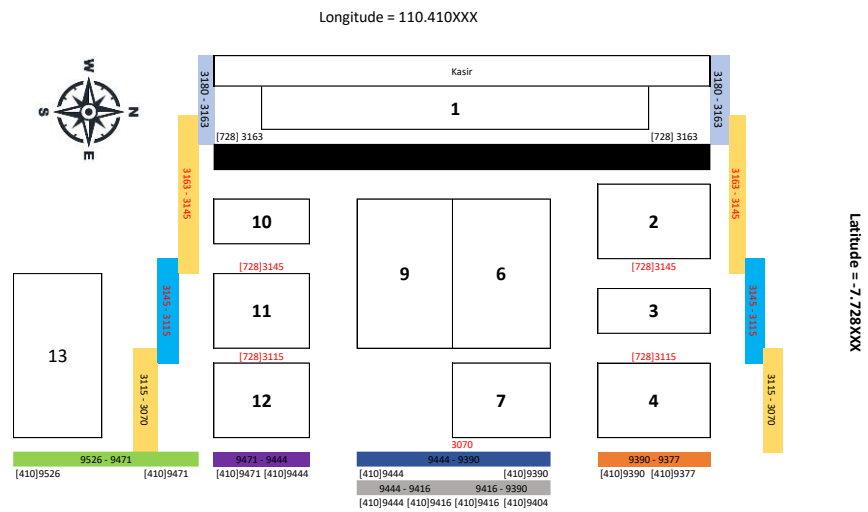 Longitude = 110.410XXX
W
S
N
E
Kasir
1
3180 - 3163
3180 - 3163
[728] 3163
[728] 3163
3163 - 3145
3163 - 3145
Latitude = -7.728XXX
10
9
6
2
[728]3145
[728]3145
11
3
3145 - 3115
3145 - 3115
13
[728]3115
[728]3115
12
7
4
3115 - 3070
3115 - 3070
3070
9526 - 9471
9471 - 9444
9444 - 9390
9390 - 9377
[410]9526
[410]9471
[410]9471 [410]9444
[410]9444
[410]9390
[410]9390 [410]9377
9444 - 9416
9416 - 9390
[410]9444 [410]9416 [410]9416 [410]9404